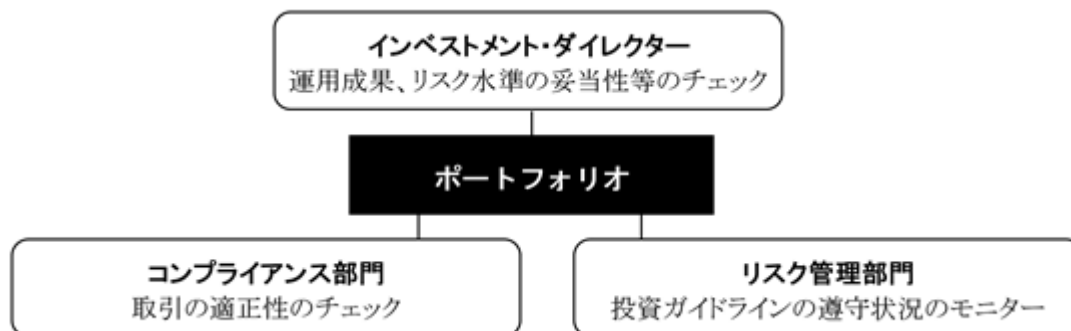 インベストメント・ダイレクター
運用成果、リスク水準の妥当性等のチェック
ポートフォリオ
コンプライアンス部門
取引の適正性のチェック
リスク管理部門
投資ガイドラインの遵守状況のモニター